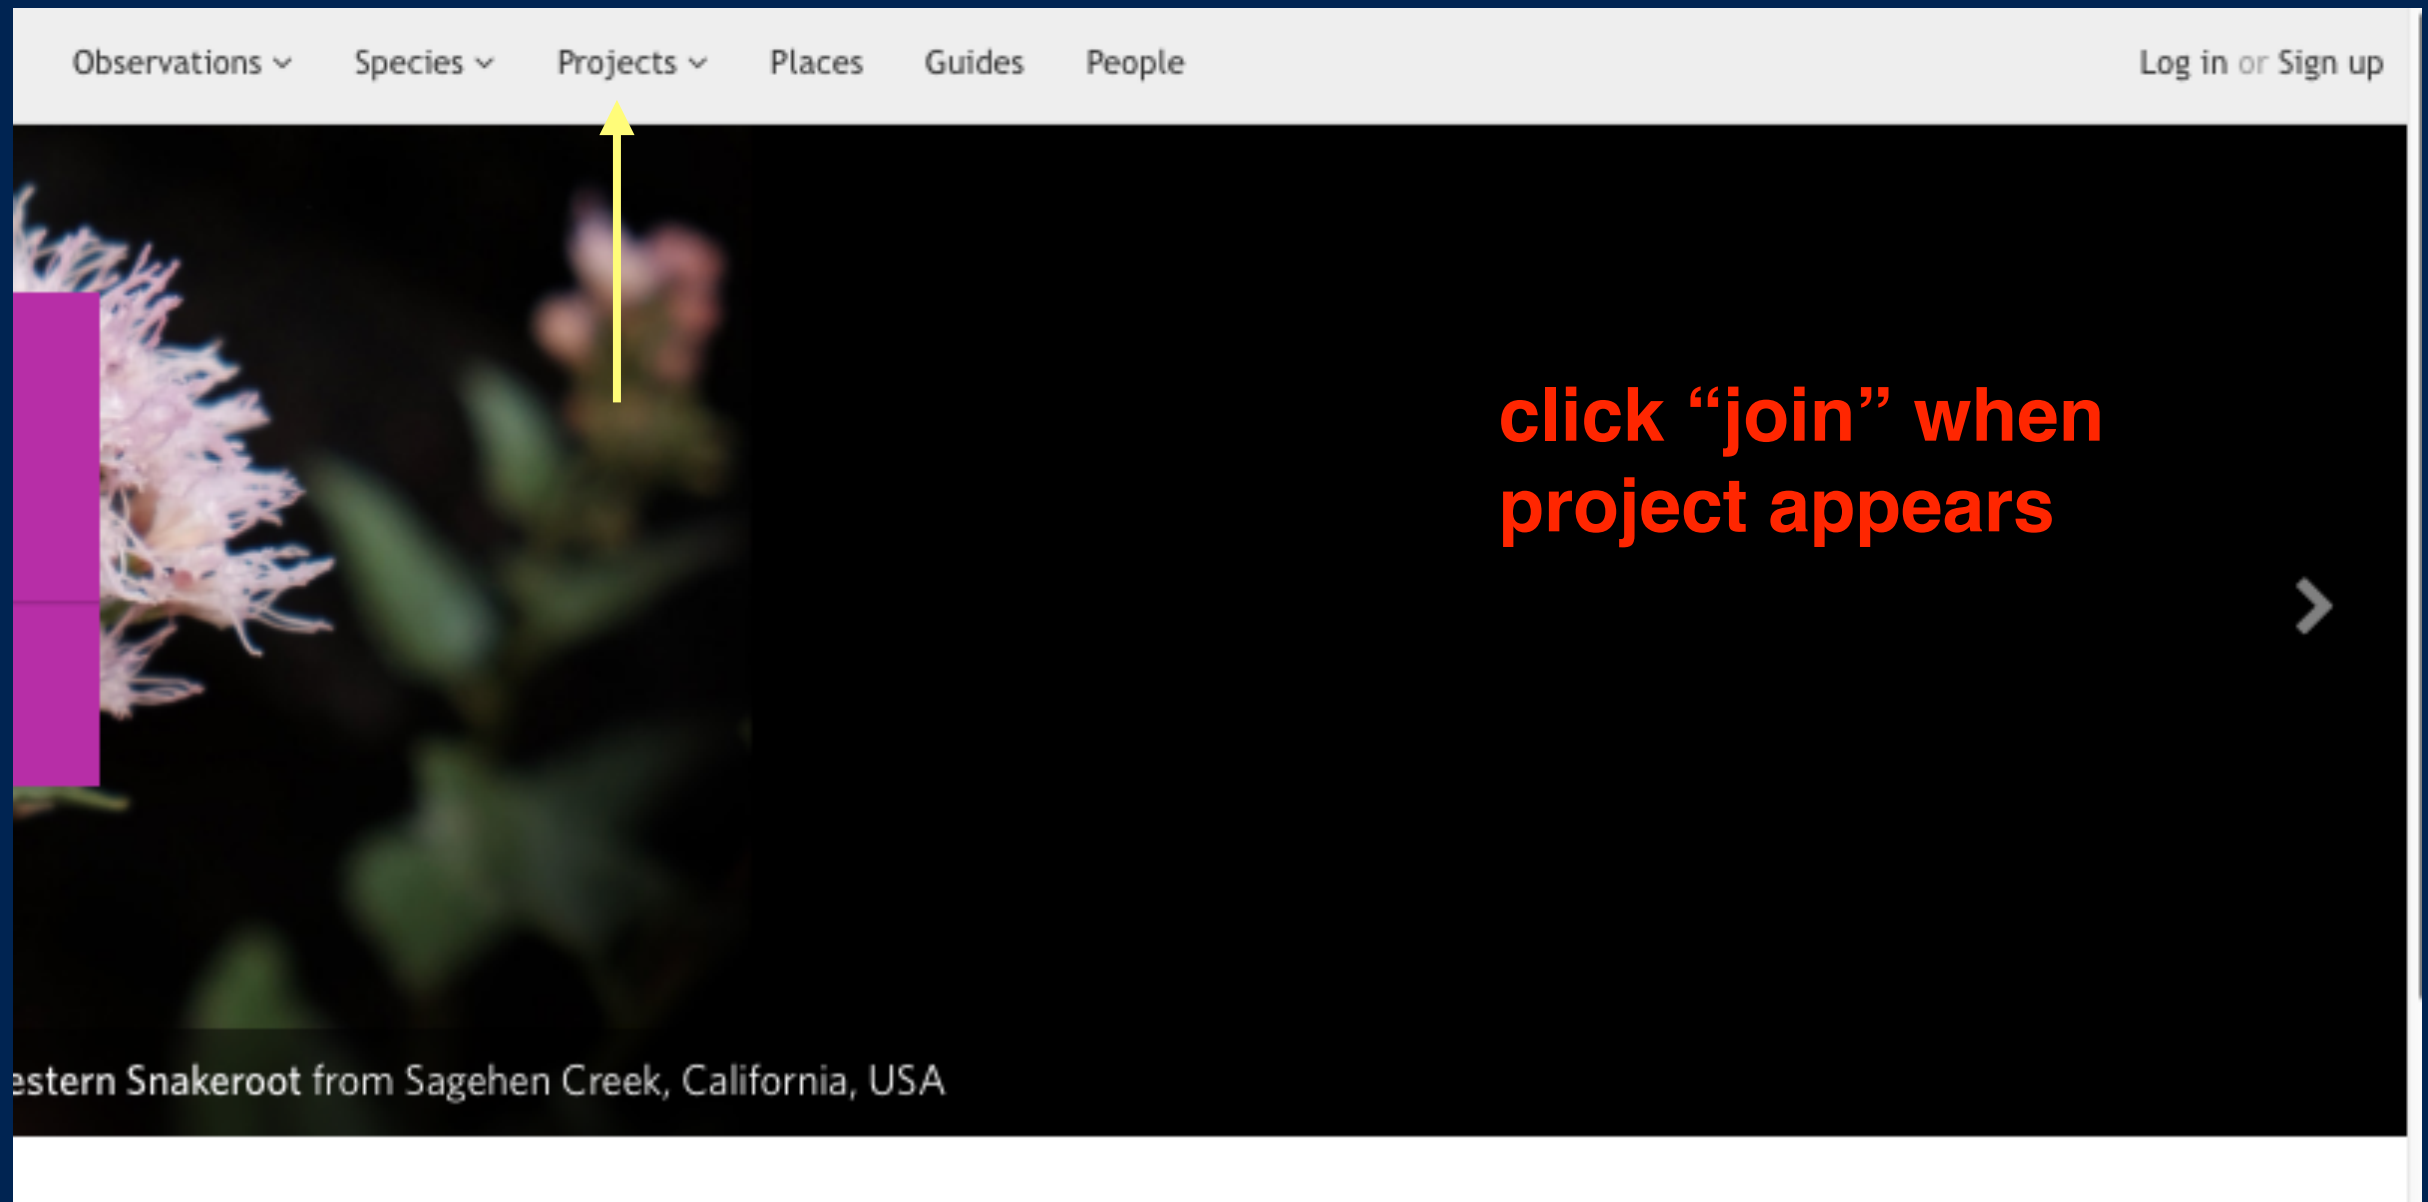 Observations Species Projects Places Guides People Log in or Sign up
click “join” when
project appears
estern Snakeroot from Sagehen Creek, California, USA